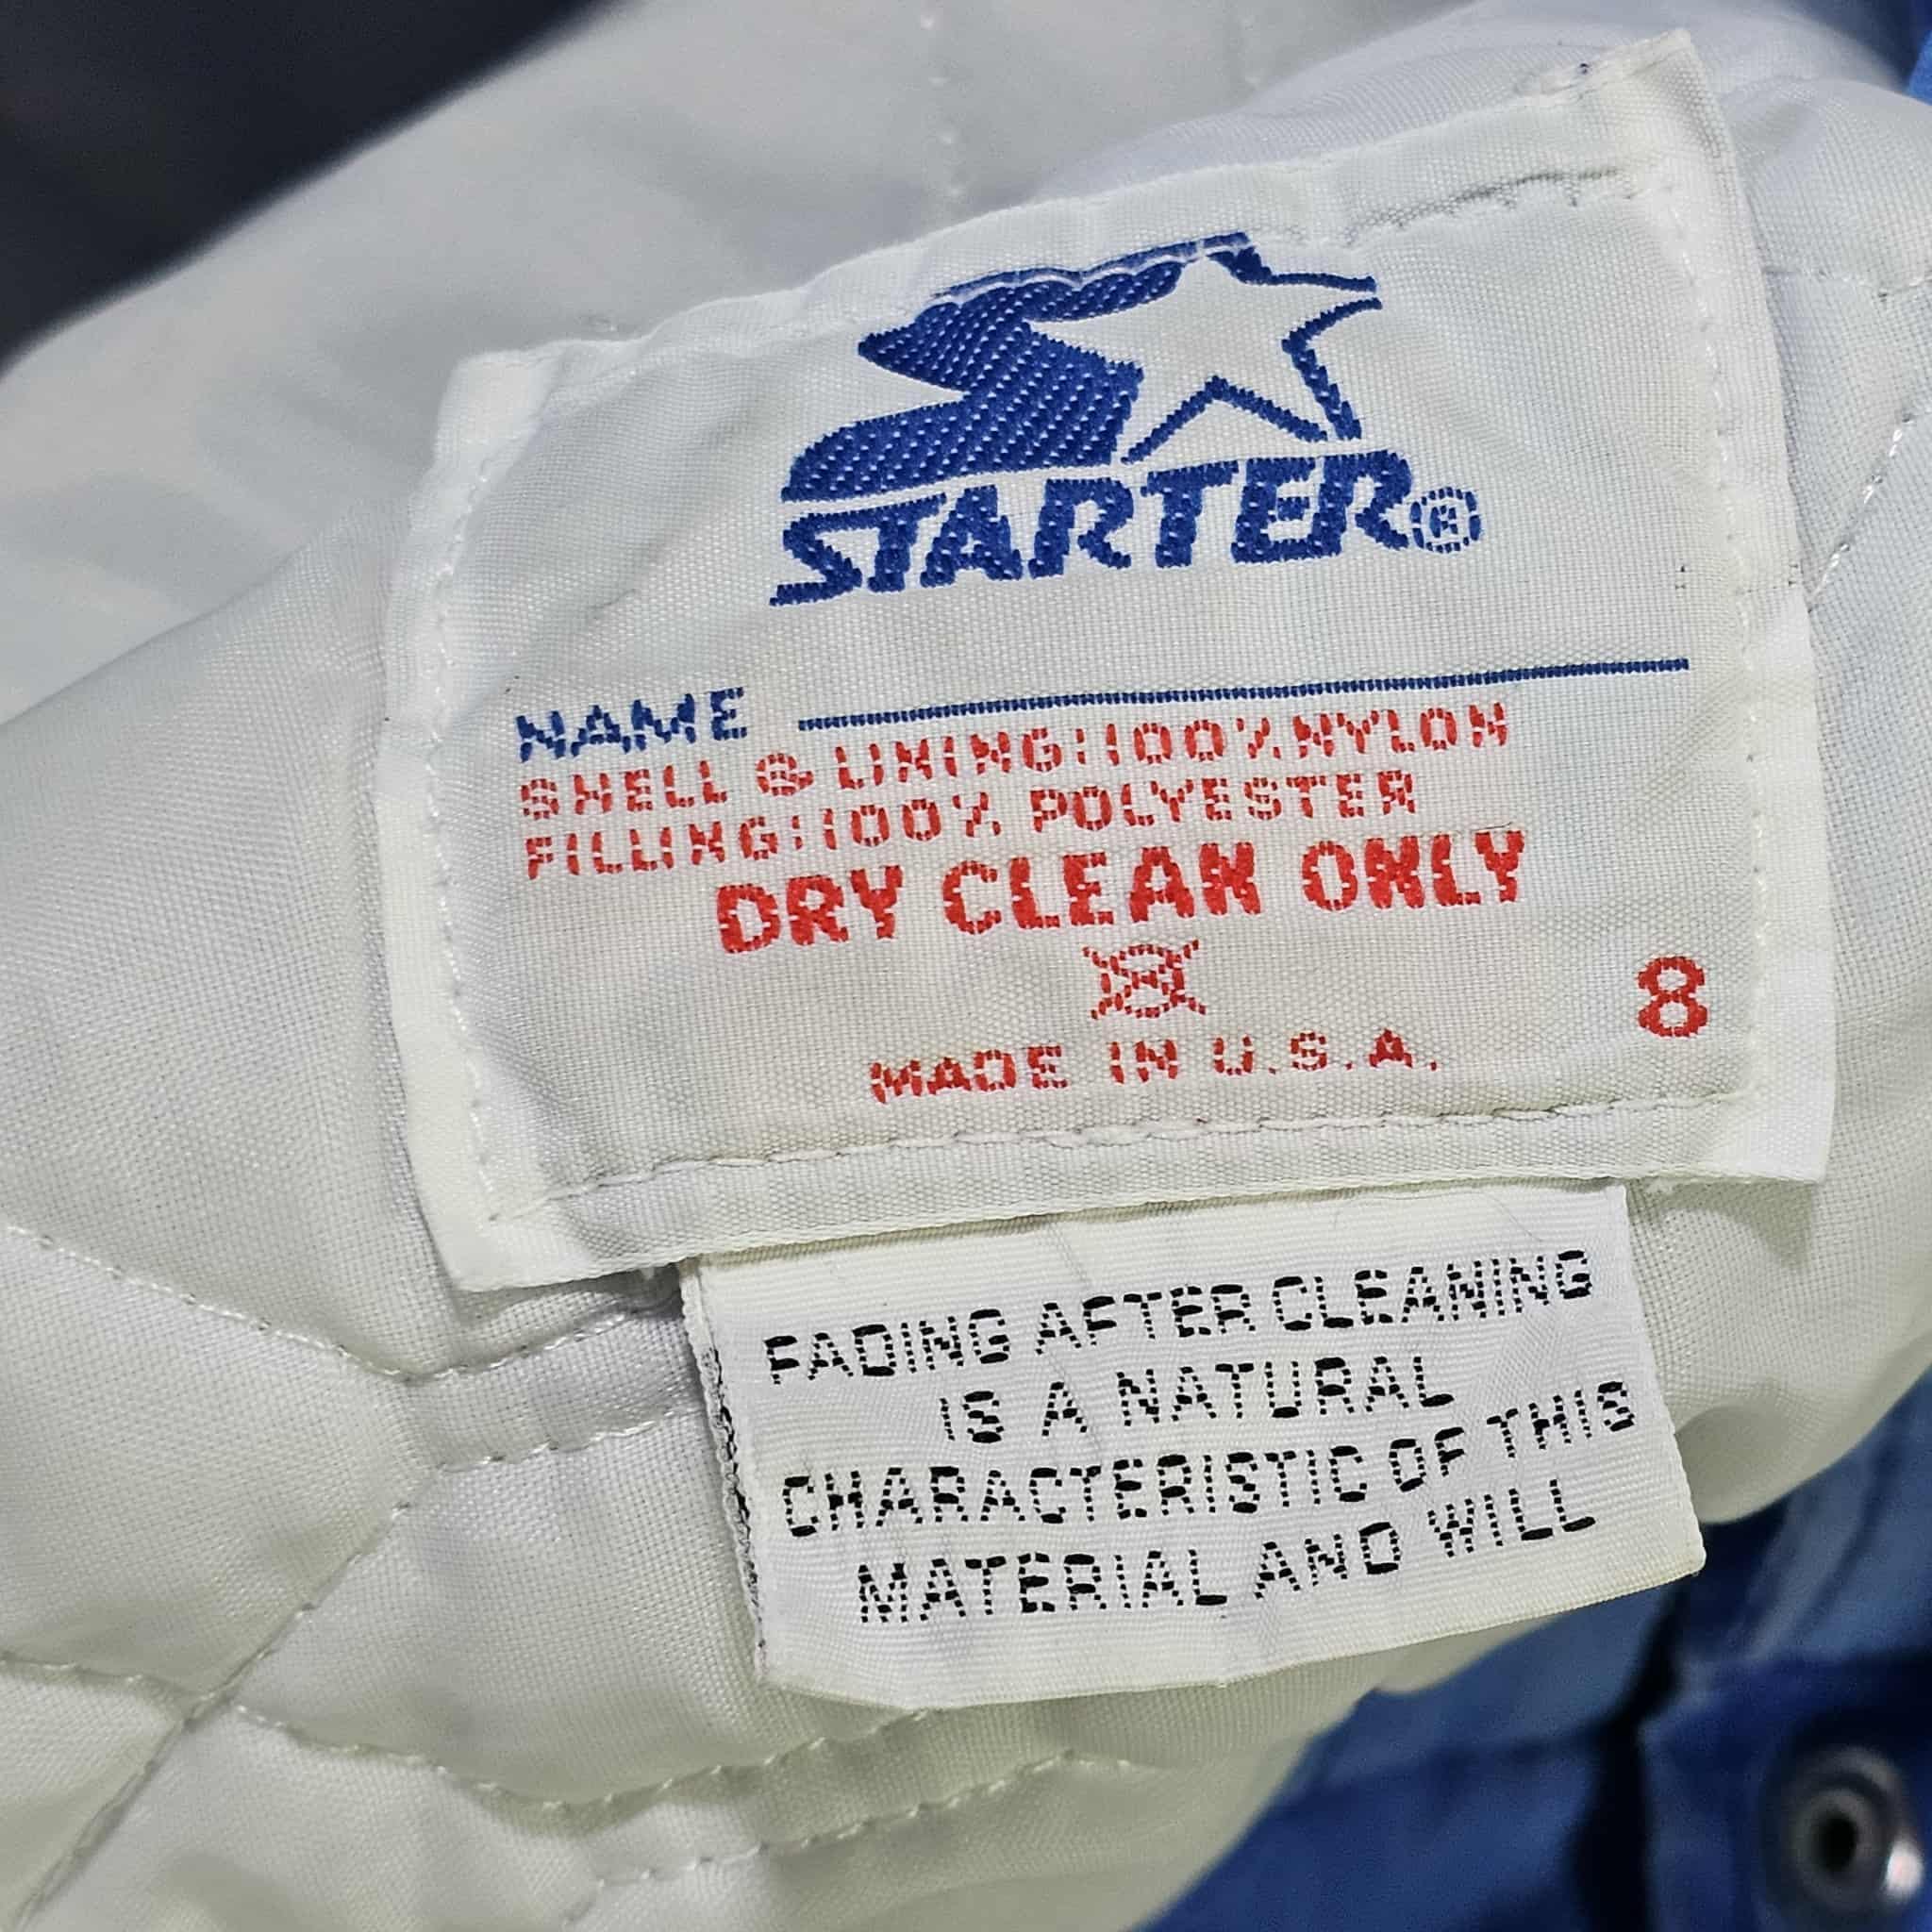 STARTER®
NAME
SHELL & LINING:100% NYLON
FILLING:100% POLYESTER
DRY CLEAN ONLY
8
MADE IN U.S.A.
FADING AFTER CLEANING
IS A NATURAL
CHARACTERISTIC OF THIS
MATERIAL AND WILL